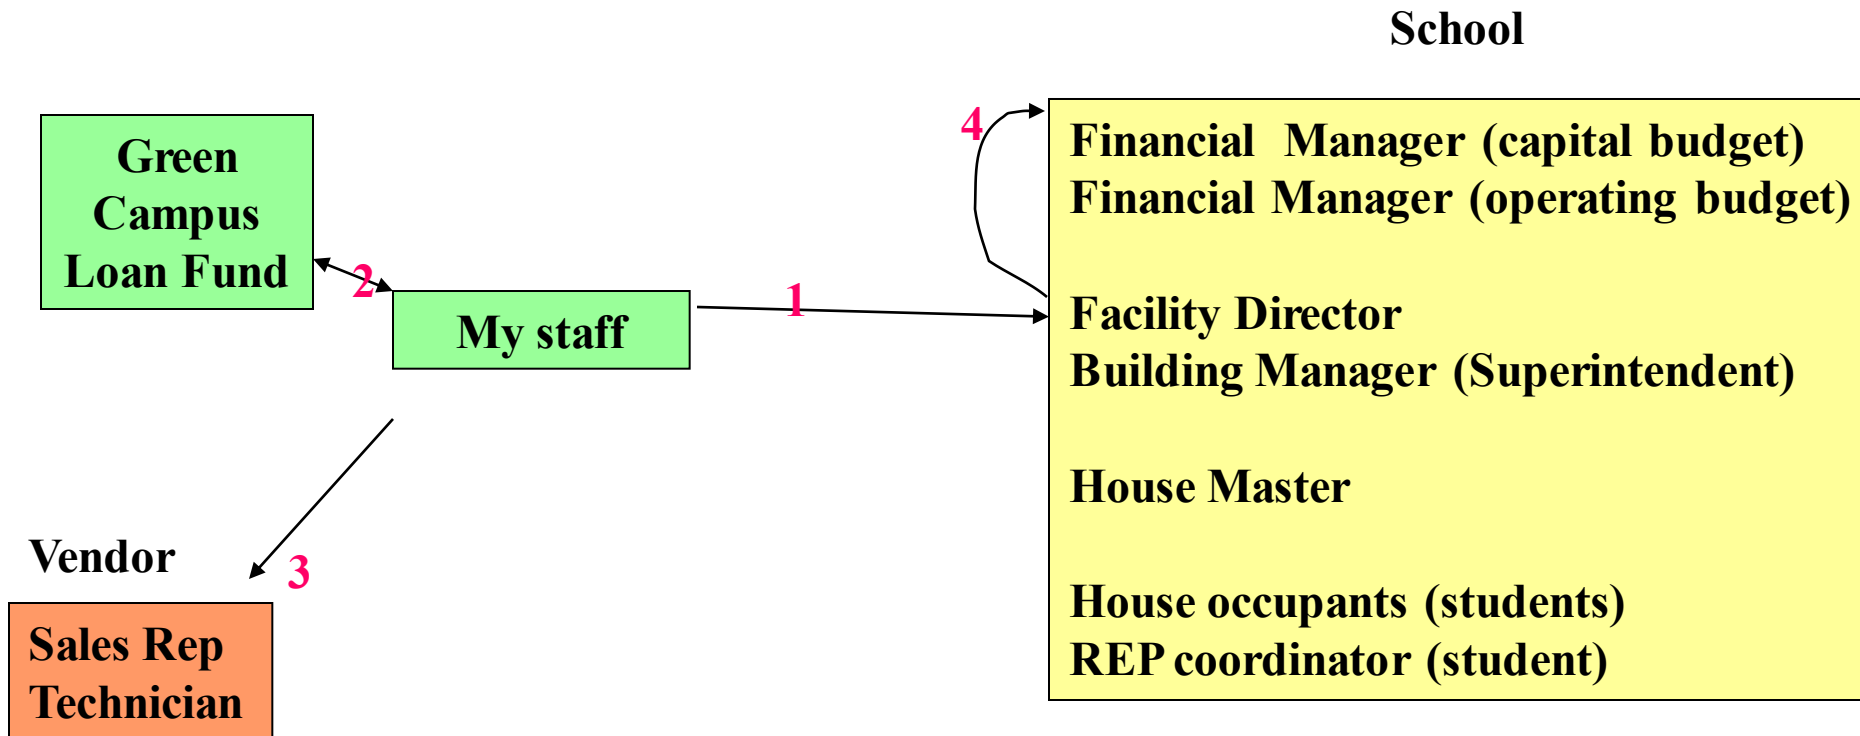 School
Green
Campus
Loan Fund
2
My staff
1
4
Financial Manager (capital budget)
Financial Manager (operating budget)
Facility Director
Building Manager (Superintendent)
House Master
House occupants (students)
REP coordinator (student)
3
Vendor
Sales Rep
Technician